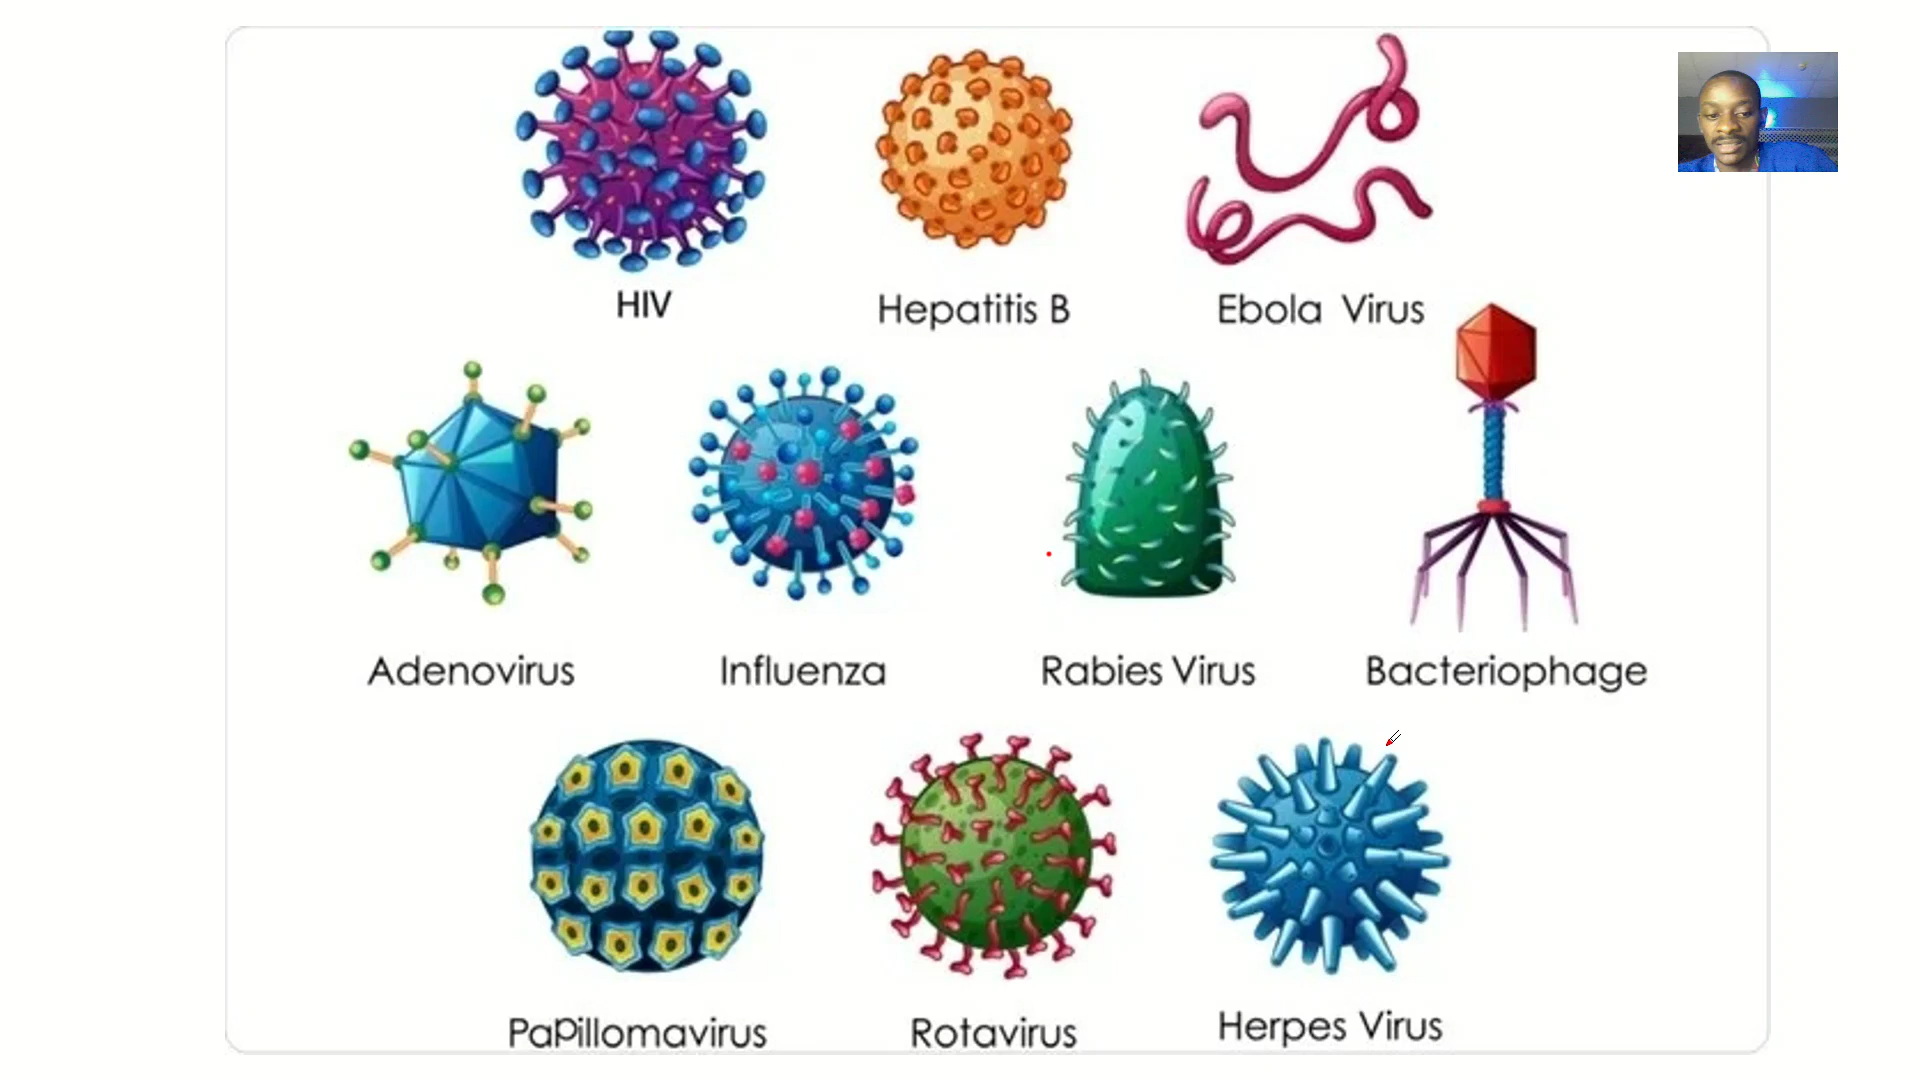 HIV
Hepatitis B
Ebola Virus
Adenovirus
Influenza
Rabies Virus
Bacteriophage
Papillomavirus
Rotavirus
Herpes Virus